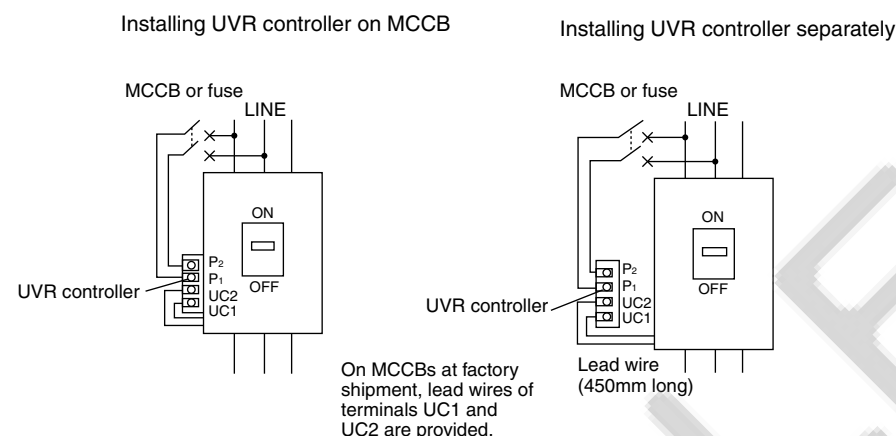 Installing UVR controller on MCCB
MCCB or fuse
LINE
ON
OFF
P2
P1
UC2
UC1
UVR controller
On MCCBs at factory
shipment, lead wires of
terminals UC1 and
UC2 are provided.
Installing UVR controller separately
MCCB or fuse
LINE
ON
OFF
P2
P1
UC2
UC1
UVR controller
Lead wire
(450mm long)